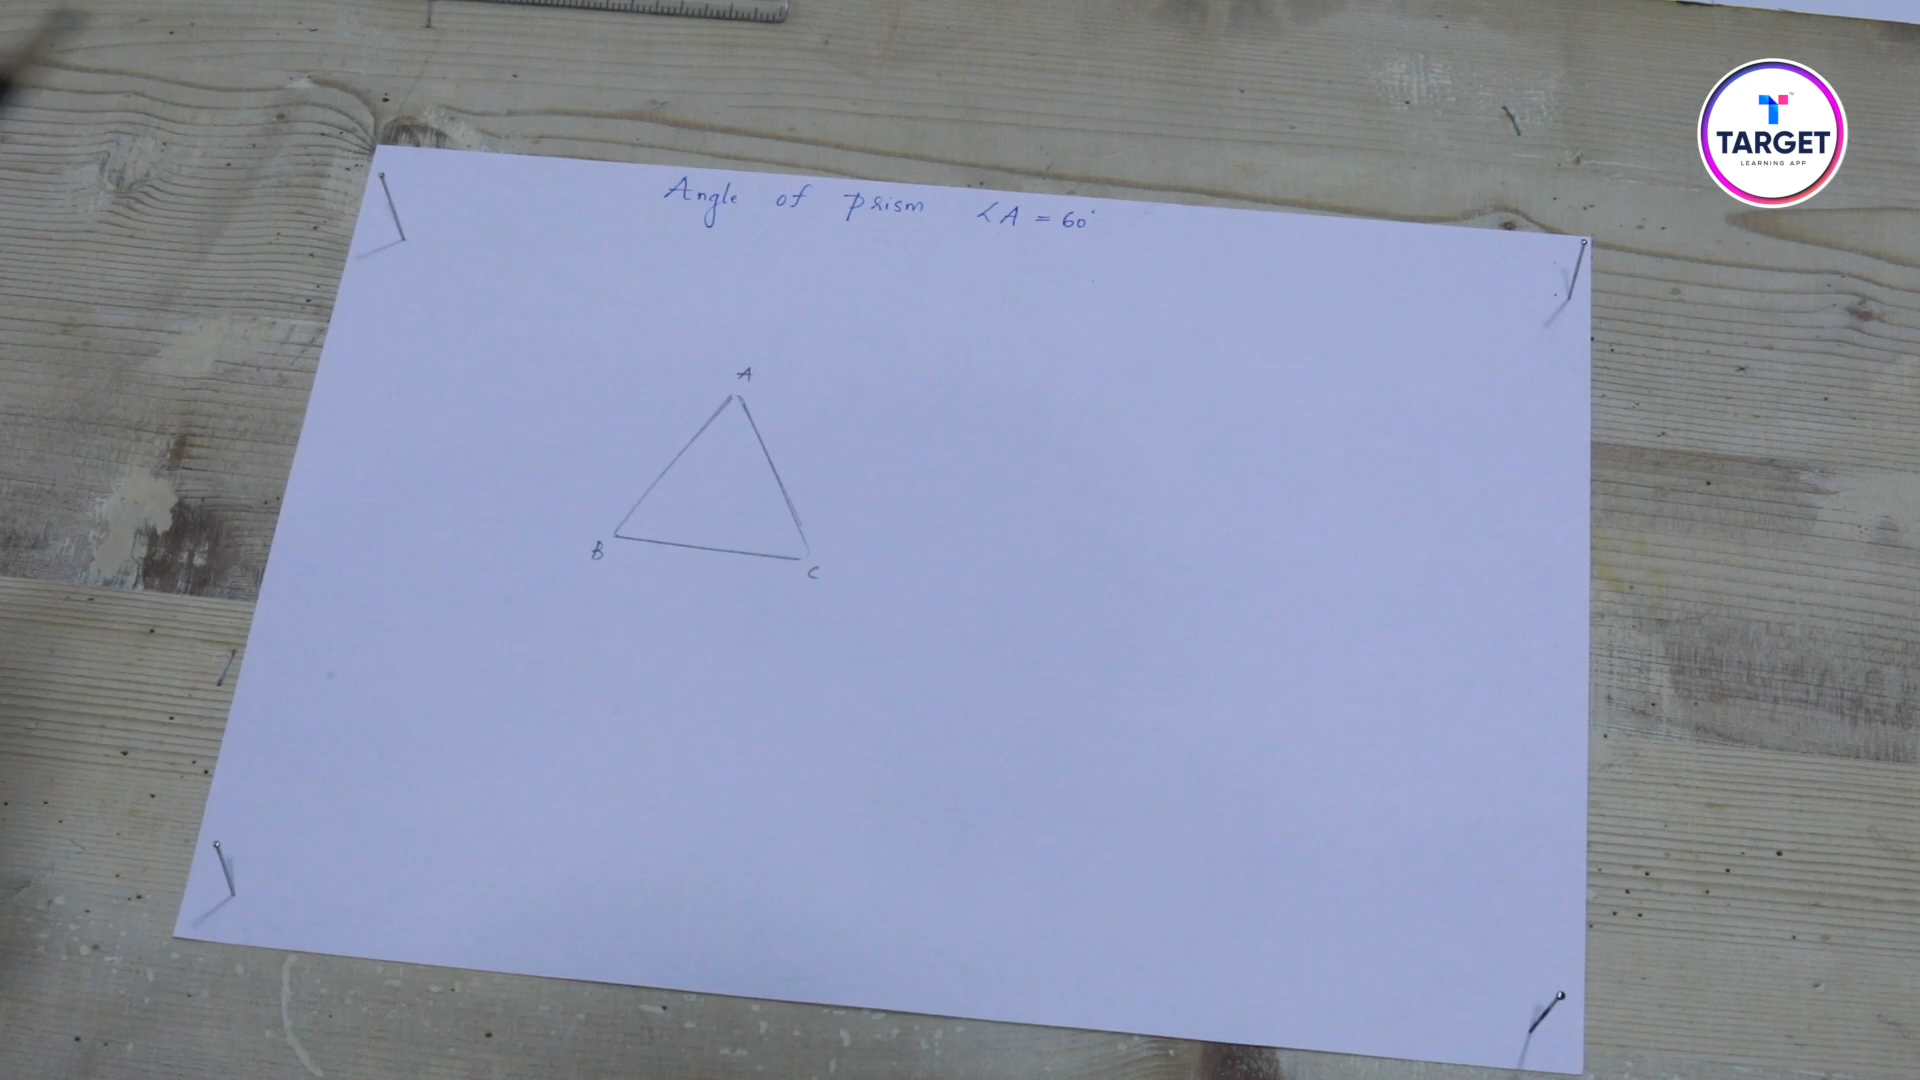 TARGET
LEARNING APP
Angle of prism ∠A = 60°
A
B
C